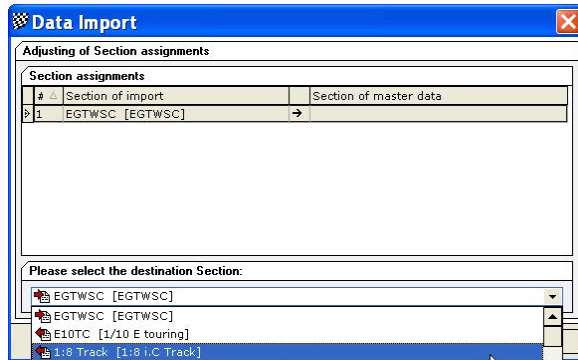 Data Import
Adjusting of Section assignments
Section assignments
# Section of import Section of master data
1 EGTWSC [EGTWSC] →
Please select the destination Section:
EGTWSC [EGTWSC]
EGTWSC [EGTWSC]
E10TC [1/10 E touring]
1:8 Track [1:8 i.C Track]